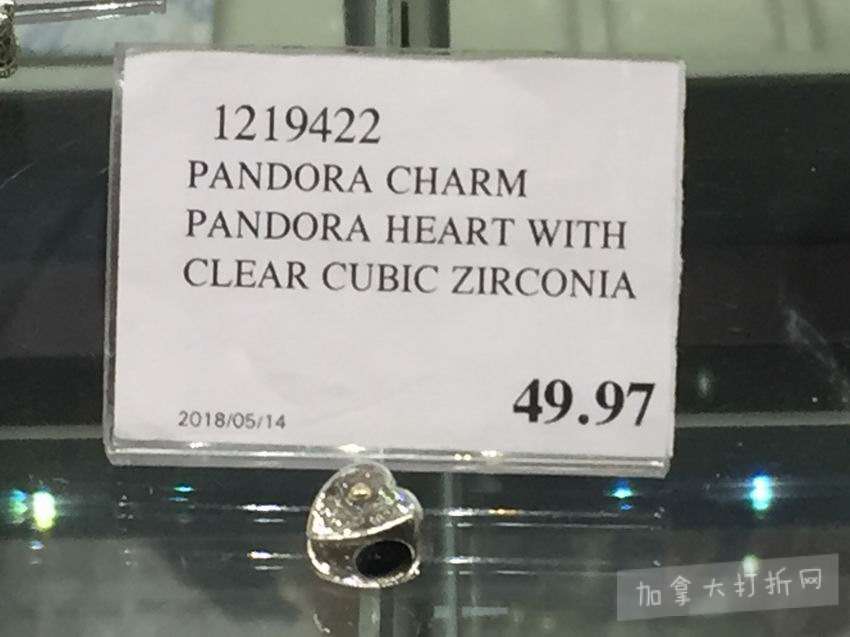 1219422
PANDORA CHARM
PANDORA HEART WITH
CLEAR CUBIC ZIRCONIA
49.97
2018/05/14
加拿大打折网